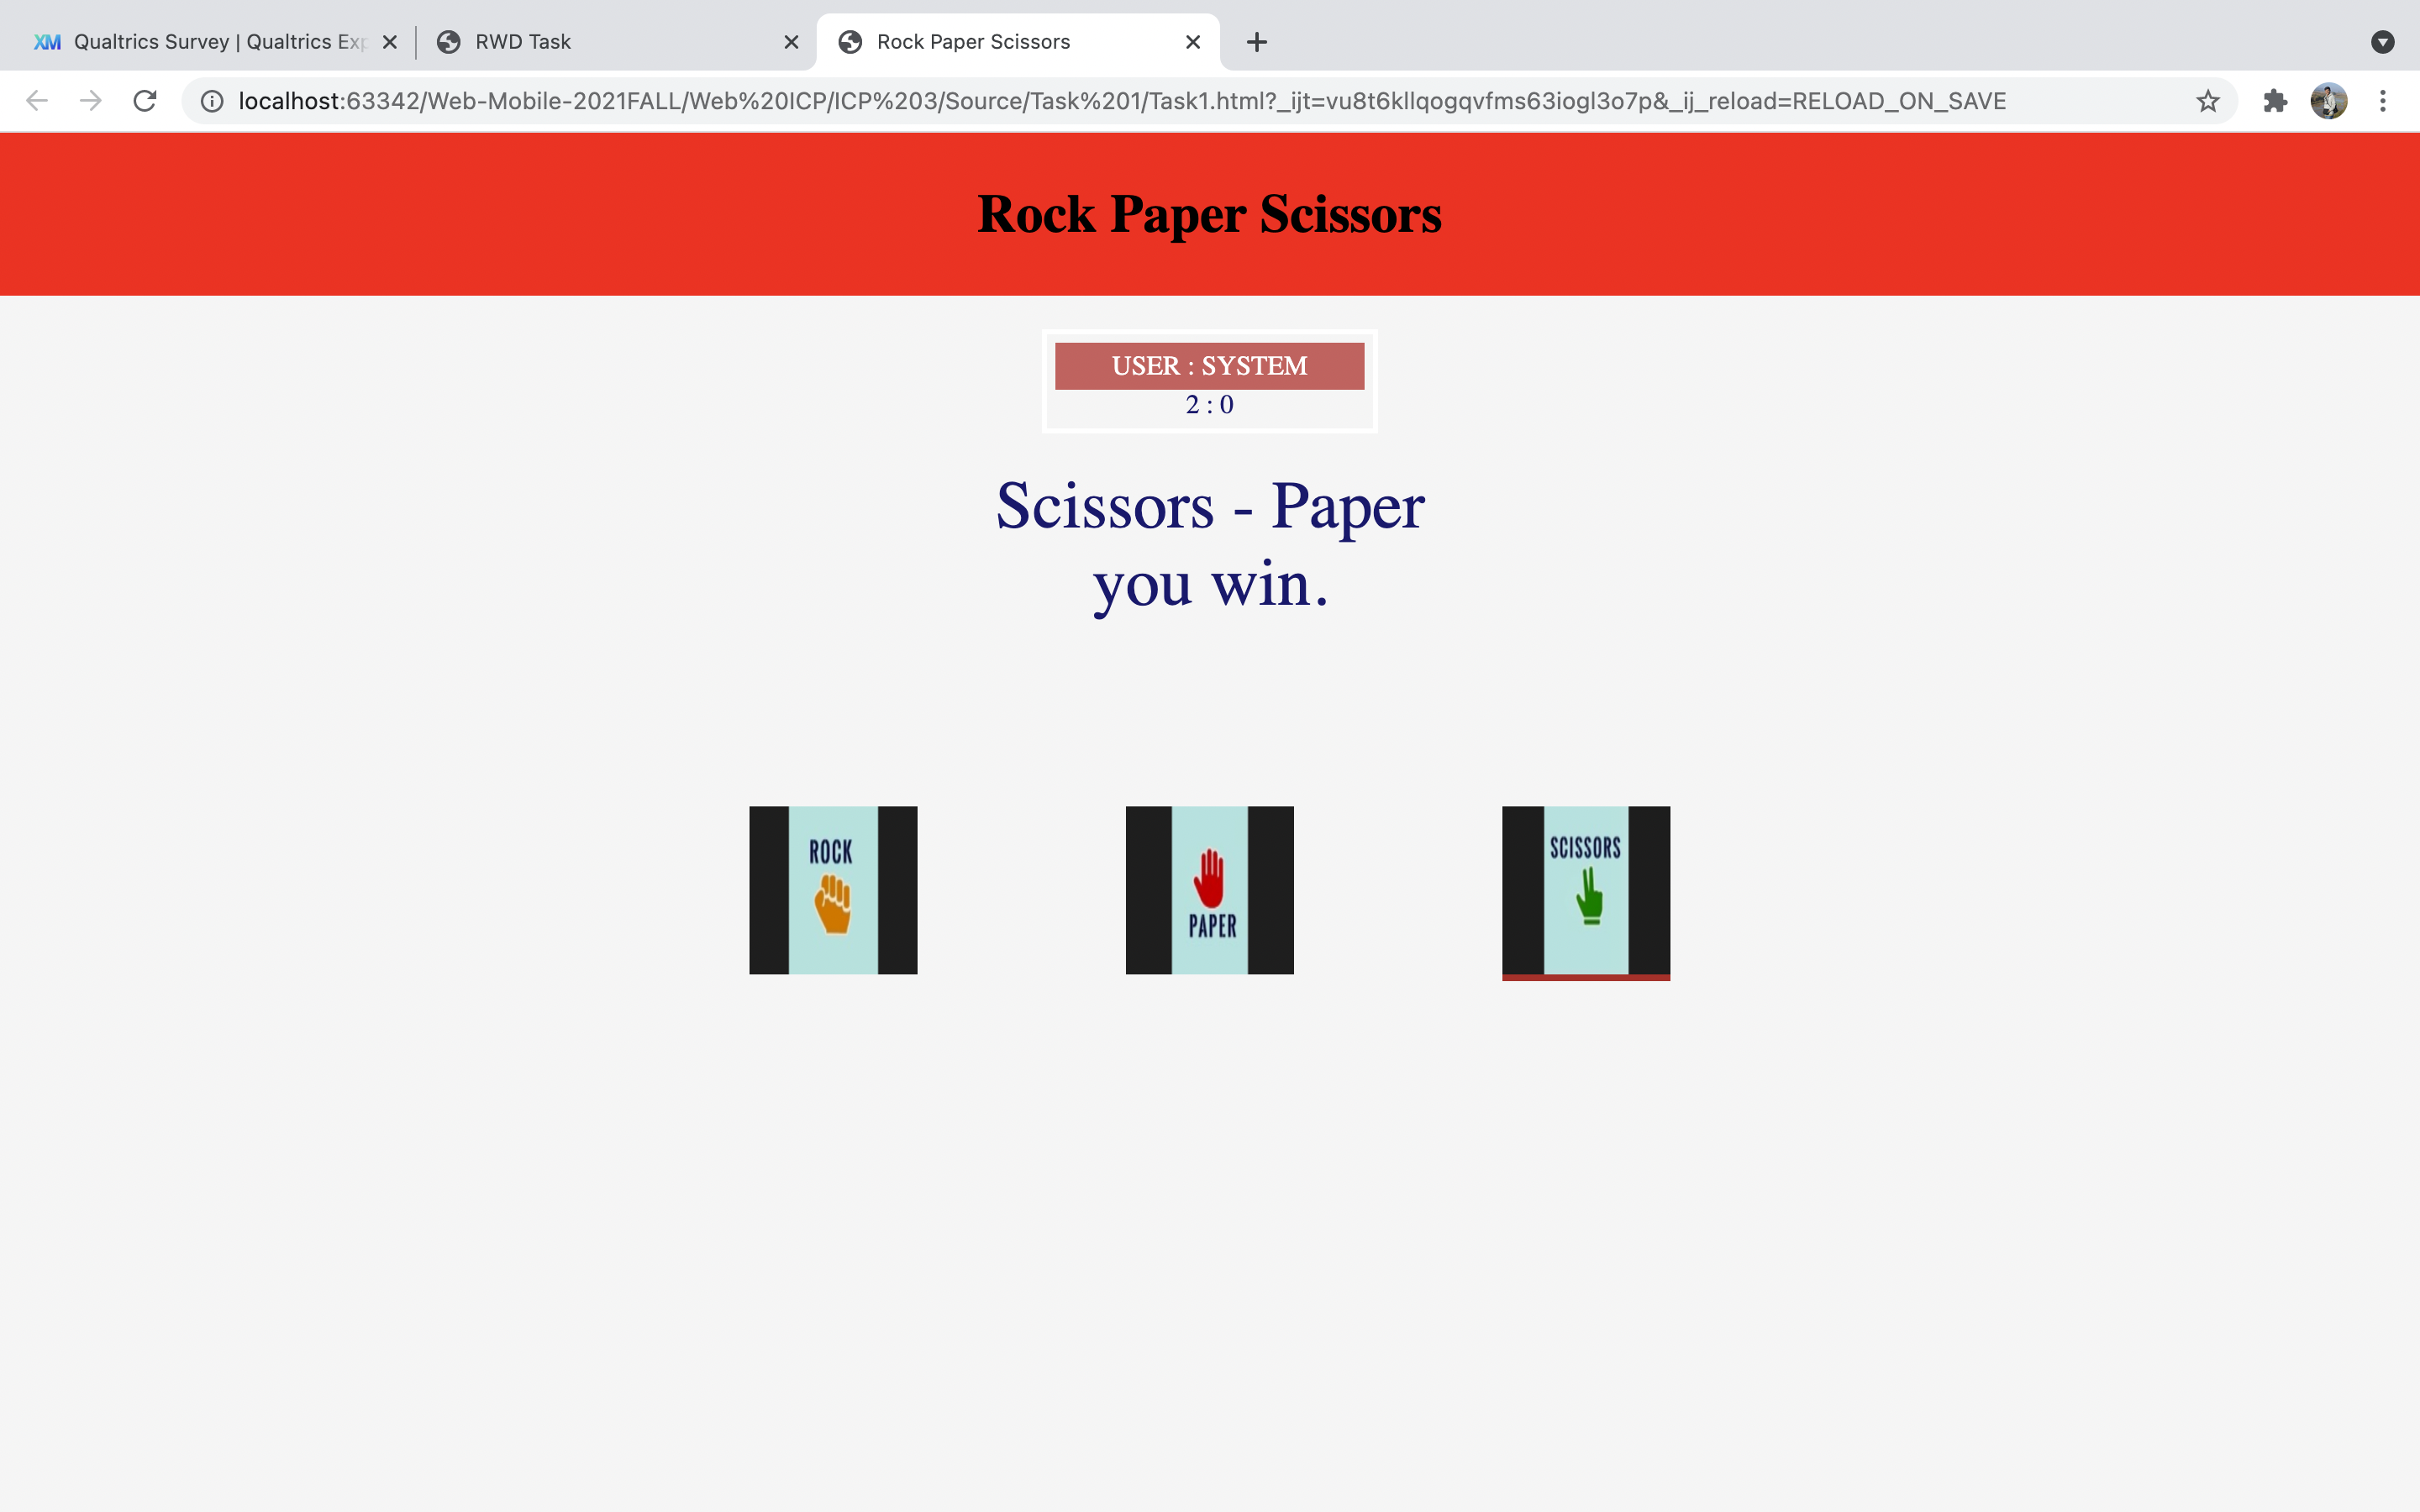 XM Qualtrics Survey | Qualtrics Exp
RWD Task
Rock Paper Scissors
localhost:63342/Web-Mobile-2021FALL/Web%20ICP/ICP%203/Source/Task%201/Task1.html?_ijt=vu8t6kllqogqvfms63iogl3o7p&_ij_reload=RELOAD_ON_SAVE
Rock Paper Scissors
USER : SYSTEM
2 : 0
Scissors - Paper
you win.
ROCK
PAPER
SCISSORS